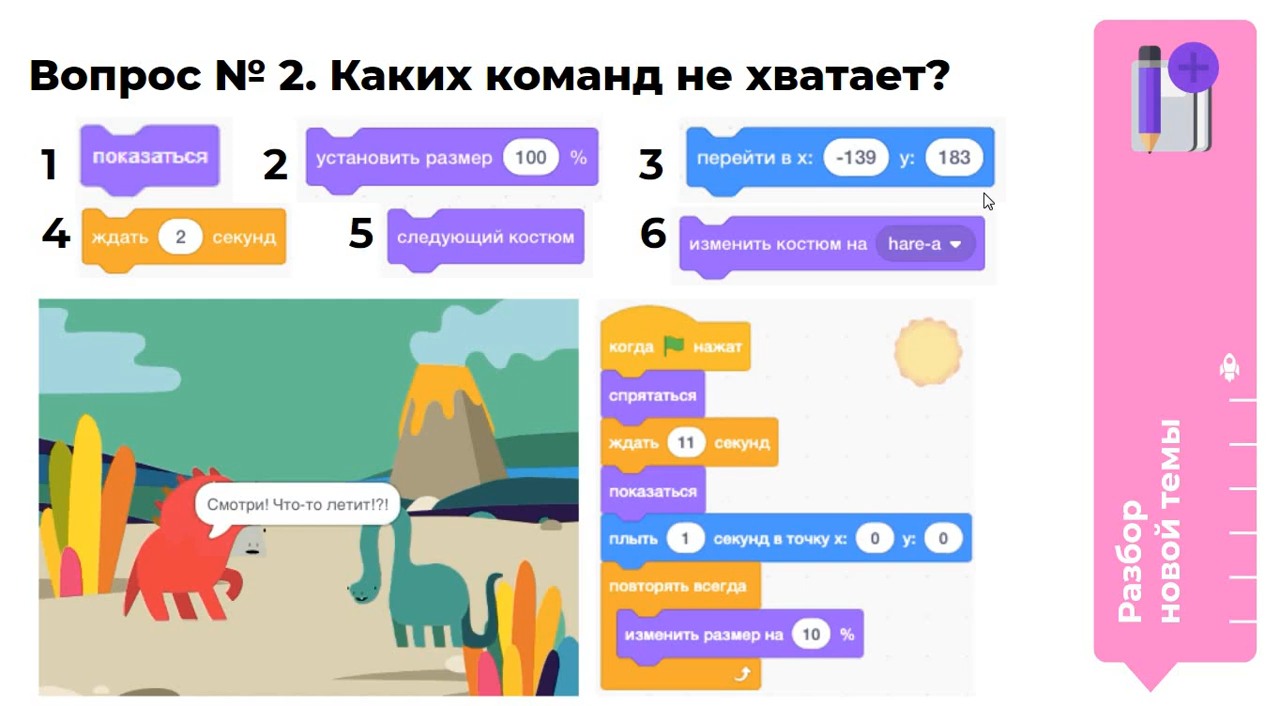 Вопрос № 2. Каких команд не хватает?
1 показаться
2 установить размер 100 %
3 перейти в x: -139 y: 183
4 ждать 2 секунд
5 следующий костюм
6 изменить костюм на hare-a
Смотри! Что-то летит!?!
когда нажат
спрятаться
ждать 11 секунд
показаться
плыть 1 секунд в точку x: 0 y: 0
повторять всегда
изменить размер на 10 %
Разбор
новой темы